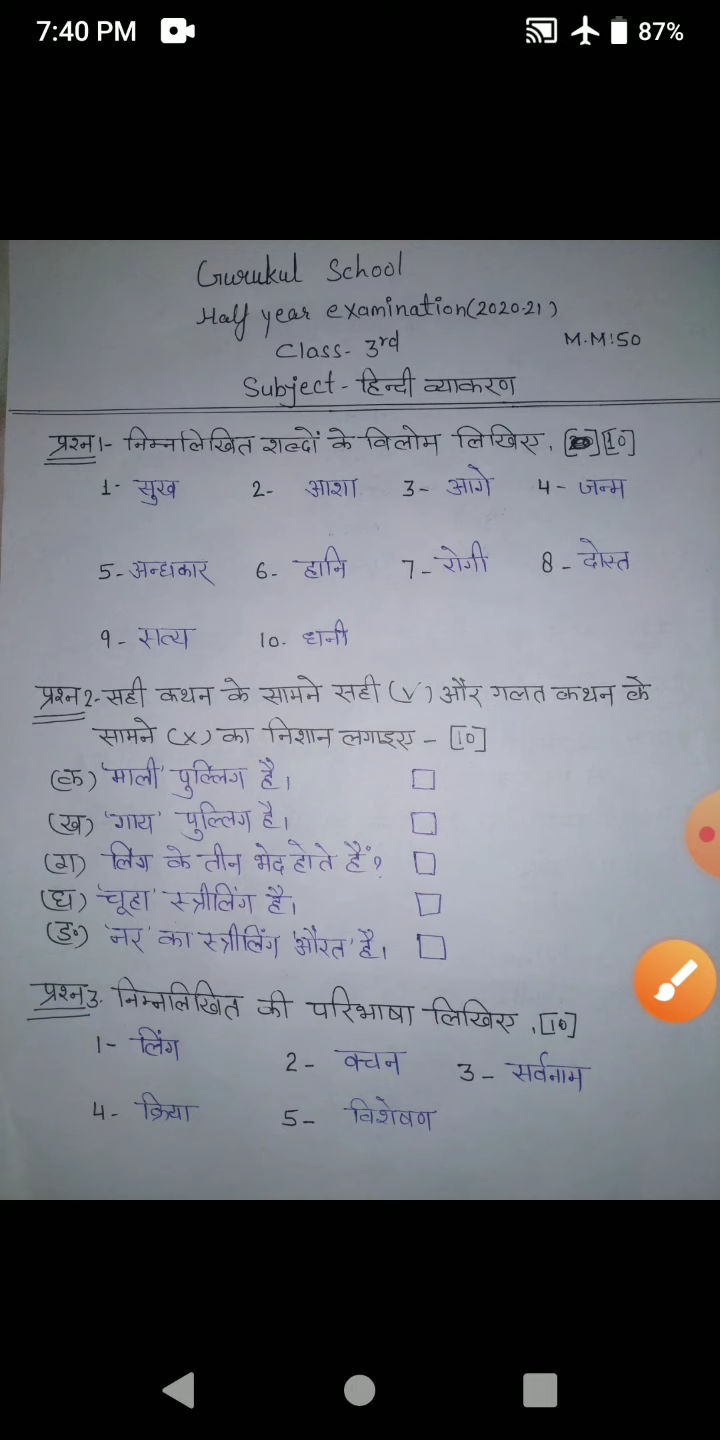 7:40 PM 87%
Gurukul School
Half year examination(2020-21)
Class- 3rd M.M:50
Subject - हिन्दी व्याकरण
प्रश्न1- निम्नलिखित शब्दों के विलोम लिखिए. [10]
1- सुख 2- आशा 3- आगे 4- जन्म
5- अन्धकार 6- हानि 7- रोगी 8- दोस्त
9- सत्य 10. धनी
प्रश्न2- सही कथन के सामने सही (√) और गलत कथन के
सामने (x) का निशान लगाइए - [10]
(क) 'माली' पुल्लिग है।
(ख) 'गाय' पुल्लिग है।
(ग) लिंग के तीन भेद होते हैं?
(घ) 'चूहा' स्त्रीलिंग है।
(ङ) 'नर' का स्त्रीलिंग 'औरत' है।
प्रश्न3. निम्नलिखित की परिभाषा लिखिए. [10]
1- लिंग 2- वचन 3- सर्वनाम
4- क्रिया 5- विशेषण